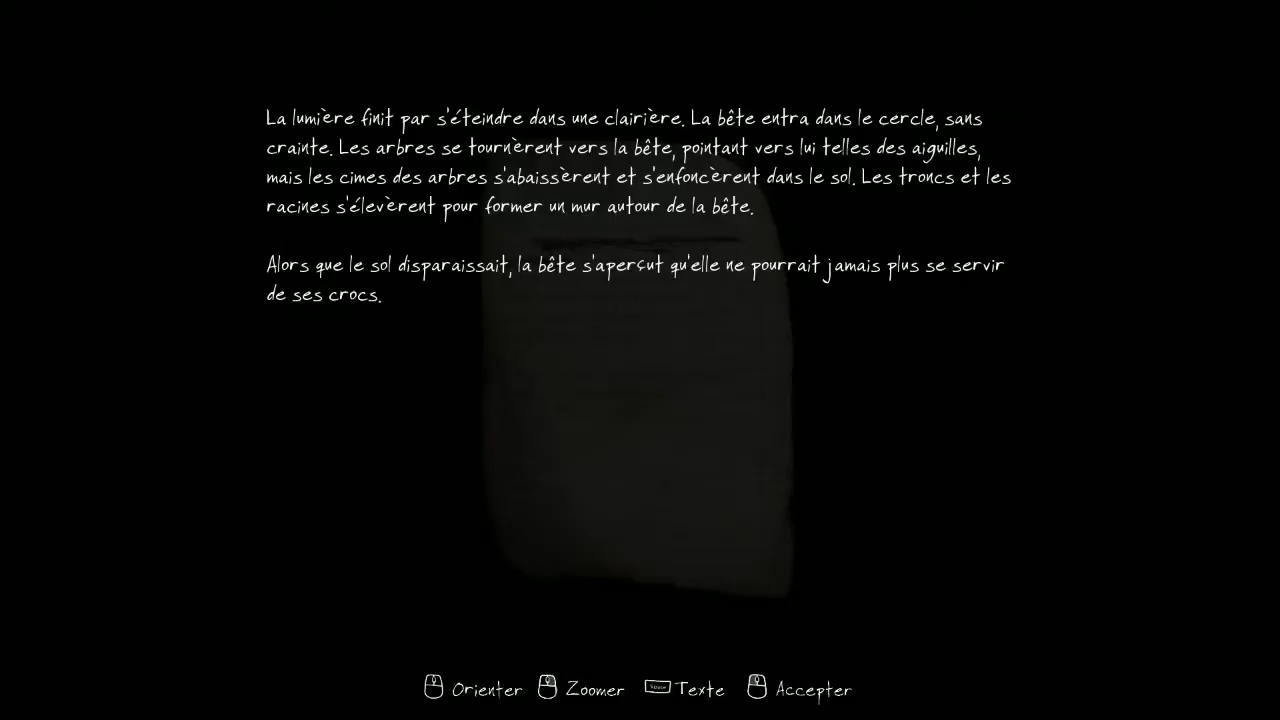 La lumière finit par s'éteindre dans une clairière. La bête entra dans le cercle, sans
crainte. Les arbres se tournèrent vers la bête, pointant vers lui telles des aiguilles,
mais les cimes des arbres s'abaissèrent et s'enfoncèrent dans le sol. Les troncs et les
racines s'élevèrent pour former un mur autour de la bête.
Alors que le sol disparaissait, la bête s'aperçut qu'elle ne pourrait jamais plus se servir
de ses crocs.
Orienter Zoomer Texte Accepter